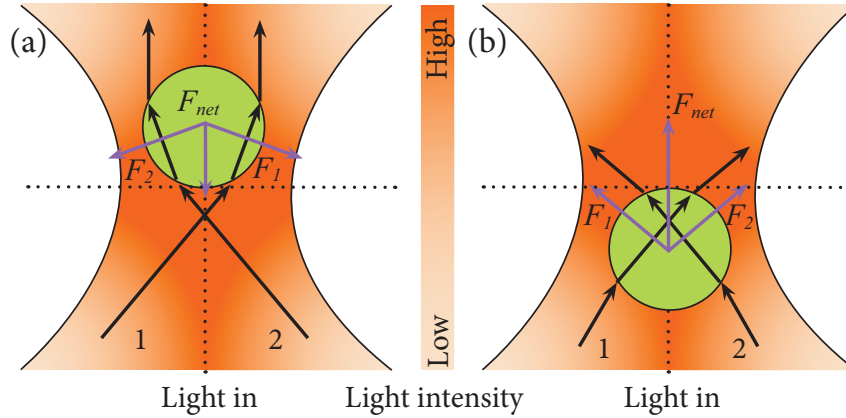 (a)
F_net
F_2
F_1
1
2
Light in
High
Low
Light intensity
(b)
F_net
F_1
F_2
1
2
Light in